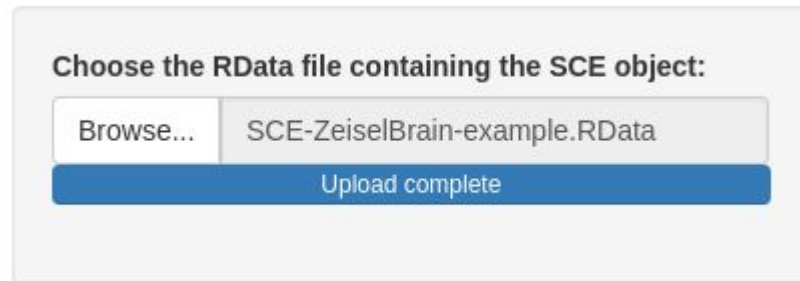 Choose the RData file containing the SCE object:
Browse... SCE-ZeiselBrain-example.RData
Upload complete